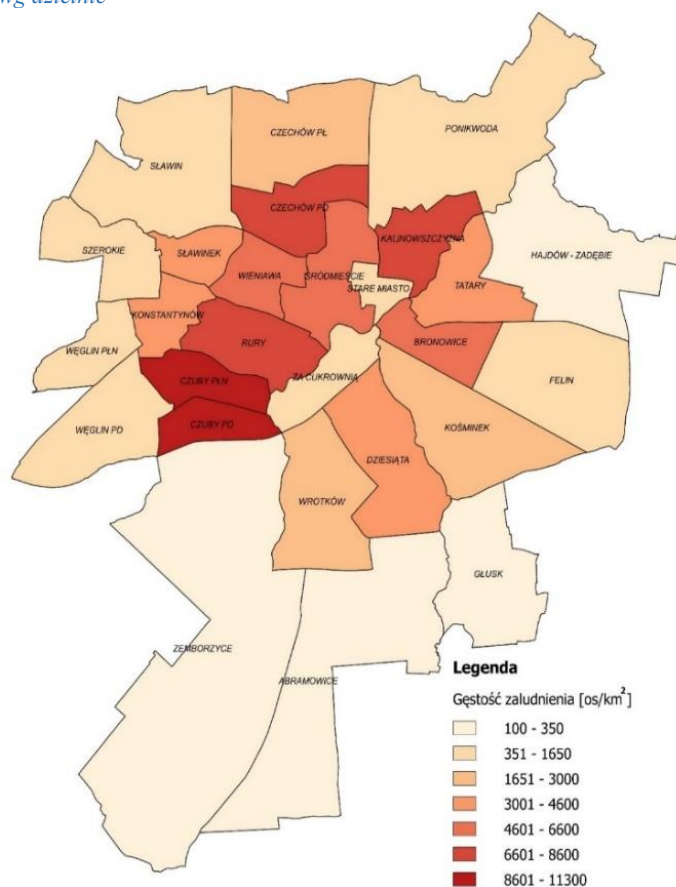 wg dzielnic
CZECHÓW PŁ
PONIKWODA
SŁAWIN
CZECHÓW PD
KALINOWSZCZYZNA
SZEROKIE
SŁAWINEK
HAJDÓW - ZADĘBIE
WIENIAWA
ŚRÓDMIEŚCIE
STARE MIASTO
TATARY
KONSTANTYNÓW
RURY
BRONOWICE
WĘGLIN PŁN
ZA CUKROWNIĄ
FELIN
CZUBY PŁN
CZUBY PD
WĘGLIN PD
KOŚMINEK
DZIESIĄTA
WROTKÓW
GŁUSK
ZEMBORZYCE
ABRAMOWICE
Legenda
Gęstość zaludnienia [os/km²]
100 - 350
351 - 1650
1651 - 3000
3001 - 4600
4601 - 6600
6601 - 8600
8601 - 11300